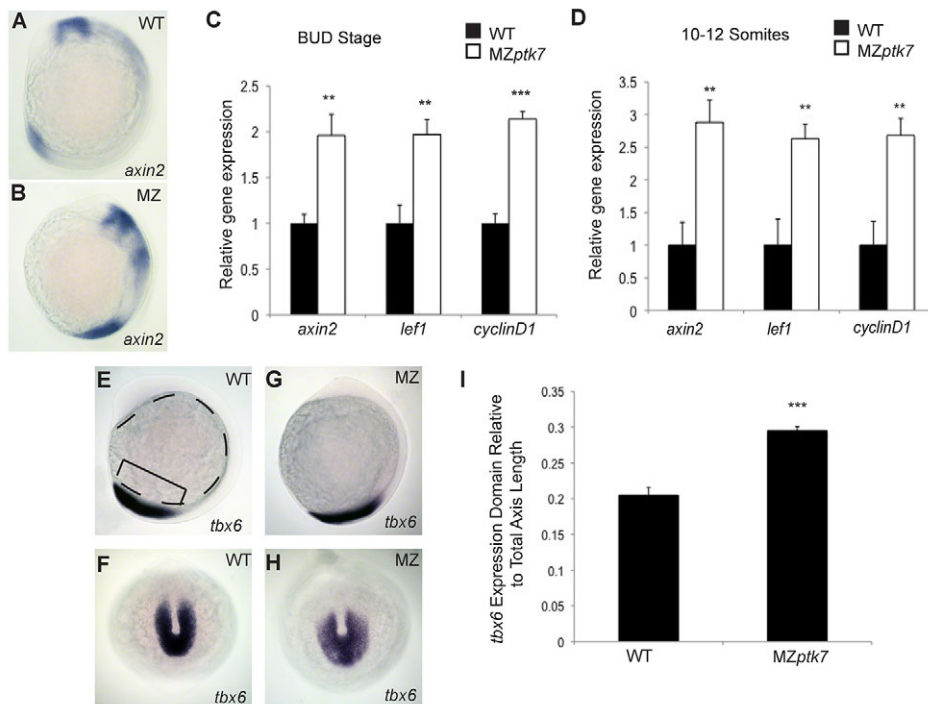 A
WT
axin2
B
MZ
axin2
C
BUD Stage
WT
MZptk7
Relative gene expression
2.5
2
1.5
1
0.5
0
**
**
***
axin2
lef1
cyclinD1
D
10-12 Somites
WT
MZptk7
Relative gene expression
3.5
3
2.5
2
1.5
1
0.5
0
**
**
**
axin2
lef1
cyclinD1
E
WT
tbx6
G
MZ
tbx6
F
WT
tbx6
H
MZ
tbx6
I
tbx6 Expression Domain Relative
to Total Axis Length
0.35
0.3
0.25
0.2
0.15
0.1
0.05
0
***
WT
MZptk7